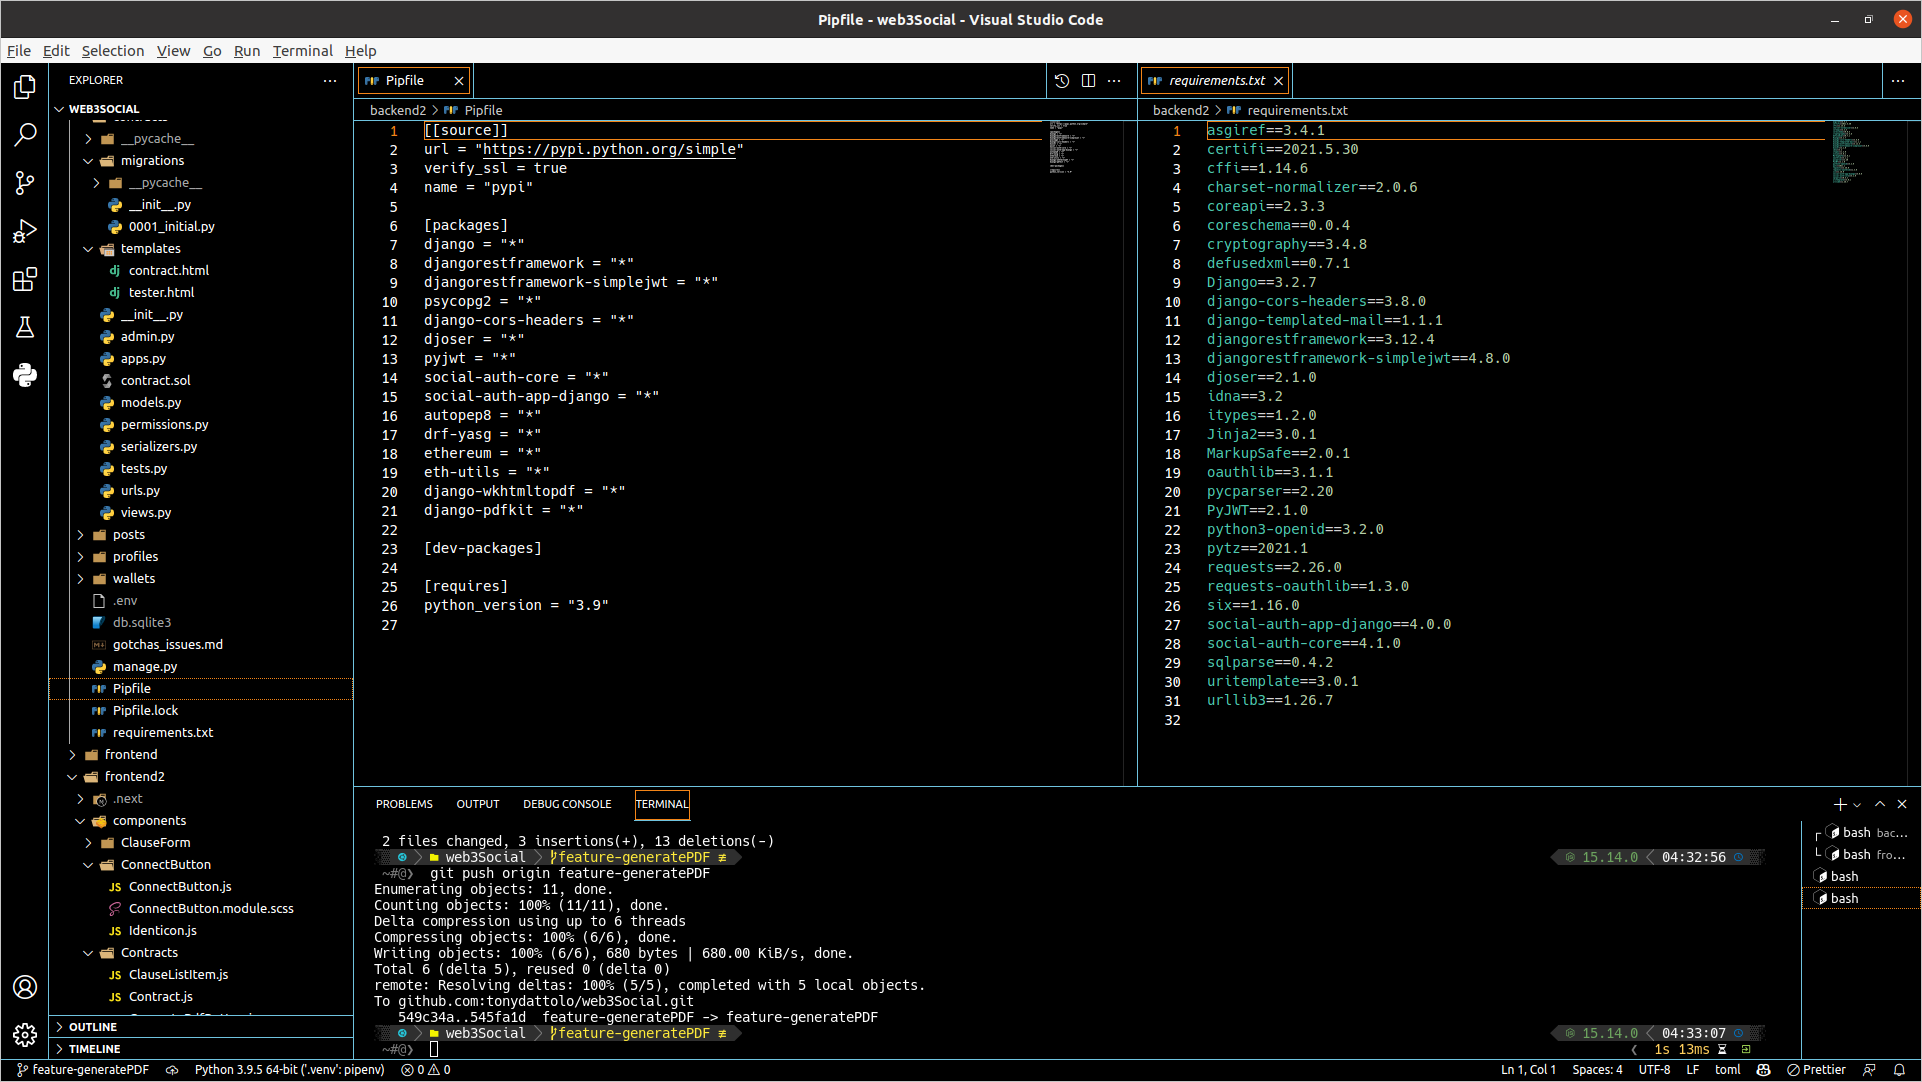 Pipfile - web3Social - Visual Studio Code
File Edit Selection View Go Run Terminal Help
EXPLORER
WEB3SOCIAL
__pycache__
migrations
__pycache__
__init__.py
0001_initial.py
templates
contract.html
tester.html
__init__.py
admin.py
apps.py
contract.sol
models.py
permissions.py
serializers.py
tests.py
urls.py
views.py
posts
profiles
wallets
.env
db.sqlite3
gotchas_issues.md
manage.py
Pipfile
Pipfile.lock
requirements.txt
frontend
frontend2
.next
components
ClauseForm
ConnectButton
JS ConnectButton.js
ConnectButton.module.scss
JS Identicon.js
Contracts
JS ClauseListItem.js
JS Contract.js
OUTLINE
TIMELINE
Pipfile
backend2 > Pipfile
1 [[source]]
2 url = "https://pypi.python.org/simple"
3 verify_ssl = true
4 name = "pypi"
5
6 [packages]
7 django = "*"
8 djangorestframework = "*"
9 djangorestframework-simplejwt = "*"
10 psycopg2 = "*"
11 django-cors-headers = "*"
12 djoser = "*"
13 pyjwt = "*"
14 social-auth-core = "*"
15 social-auth-app-django = "*"
16 autopep8 = "*"
17 drf-yasg = "*"
18 ethereum = "*"
19 eth-utils = "*"
20 django-wkhtmltopdf = "*"
21 django-pdfkit = "*"
22
23 [dev-packages]
24
25 [requires]
26 python_version = "3.9"
27
requirements.txt
backend2 > requirements.txt
1 asgiref==3.4.1
2 certifi==2021.5.30
3 cffi==1.14.6
4 charset-normalizer==2.0.6
5 coreapi==2.3.3
6 coreschema==0.0.4
7 cryptography==3.4.8
8 defusedxml==0.7.1
9 Django==3.2.7
10 django-cors-headers==3.8.0
11 django-templated-mail==1.1.1
12 djangorestframework==3.12.4
13 djangorestframework-simplejwt==4.8.0
14 djoser==2.1.0
15 idna==3.2
16 itypes==1.2.0
17 Jinja2==3.0.1
18 MarkupSafe==2.0.1
19 oauthlib==3.1.1
20 pycparser==2.20
21 PyJWT==2.1.0
22 python3-openid==3.2.0
23 pytz==2021.1
24 requests==2.26.0
25 requests-oauthlib==1.3.0
26 six==1.16.0
27 social-auth-app-django==4.0.0
28 social-auth-core==4.1.0
29 sqlparse==0.4.2
30 uritemplate==3.0.1
31 urllib3==1.26.7
32
PROBLEMS OUTPUT DEBUG CONSOLE TERMINAL
2 files changed, 3 insertions(+), 13 deletions(-)
web3Social feature-generatePDF ≢ 15.14.0 04:32:56
~#@❯ git push origin feature-generatePDF
Enumerating objects: 11, done.
Counting objects: 100% (11/11), done.
Delta compression using up to 6 threads
Compressing objects: 100% (6/6), done.
Writing objects: 100% (6/6), 680 bytes | 680.00 KiB/s, done.
Total 6 (delta 5), reused 0 (delta 0)
remote: Resolving deltas: 100% (5/5), completed with 5 local objects.
To github.com:tonydattolo/web3Social.git
549c34a..545fa1d feature-generatePDF -> feature-generatePDF
web3Social feature-generatePDF ≢ 15.14.0 04:33:07
~#@❯ 1s 13ms
bash bac...
bash fro...
bash
bash
feature-generatePDF Python 3.9.5 64-bit ('.venv': pipenv) 0 0 Ln 1, Col 1 Spaces: 4 UTF-8 LF toml Prettier